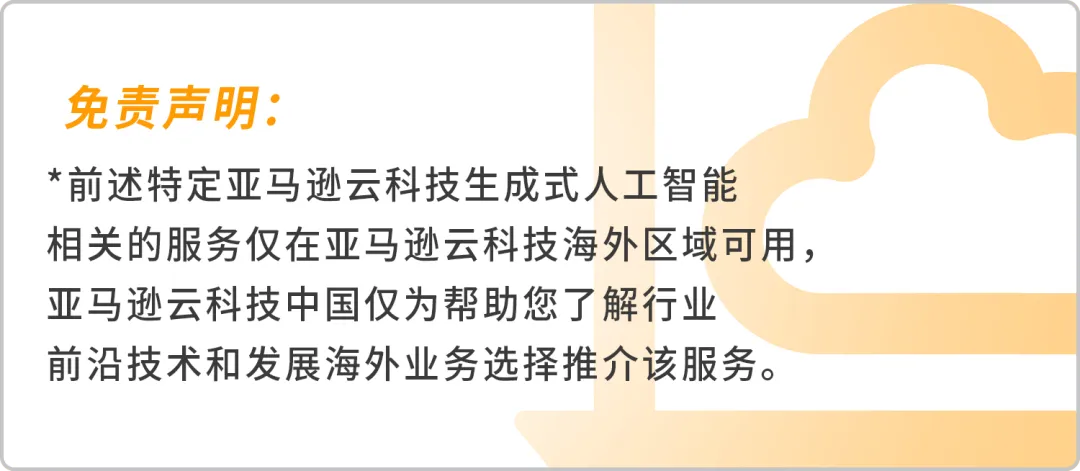 免责声明：
*前述特定亚马逊云科技生成式人工智能
相关的服务仅在亚马逊云科技海外区域可用，
亚马逊云科技中国仅为帮助您了解行业
前沿技术和发展海外业务选择推介该服务。